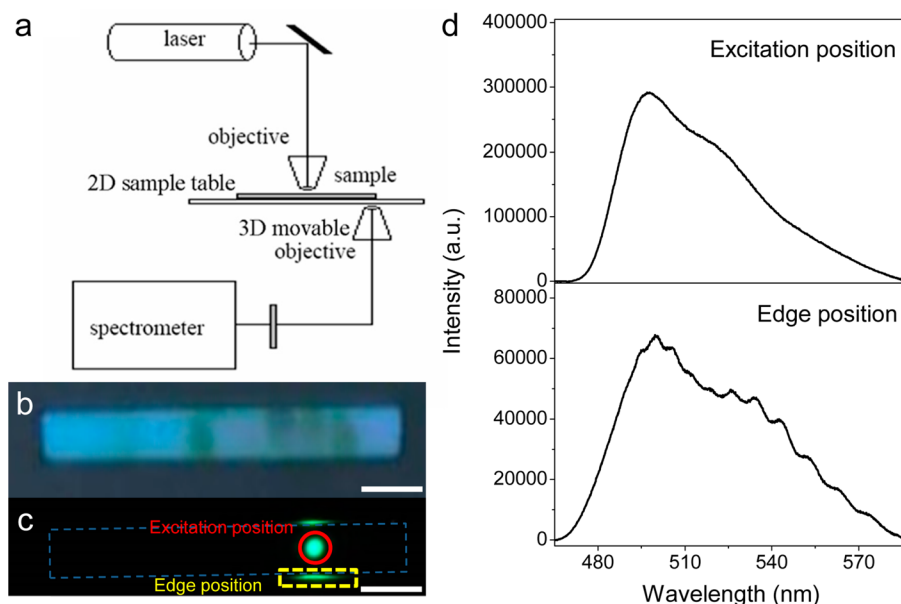 a
laser
objective
sample
2D sample table
3D movable
objective
spectrometer
b
c
Excitation position
Edge position
d
Excitation position
400000
300000
200000
100000
0
Edge position
80000
60000
40000
20000
0
Intensity (a.u.)
480
510
540
570
Wavelength (nm)